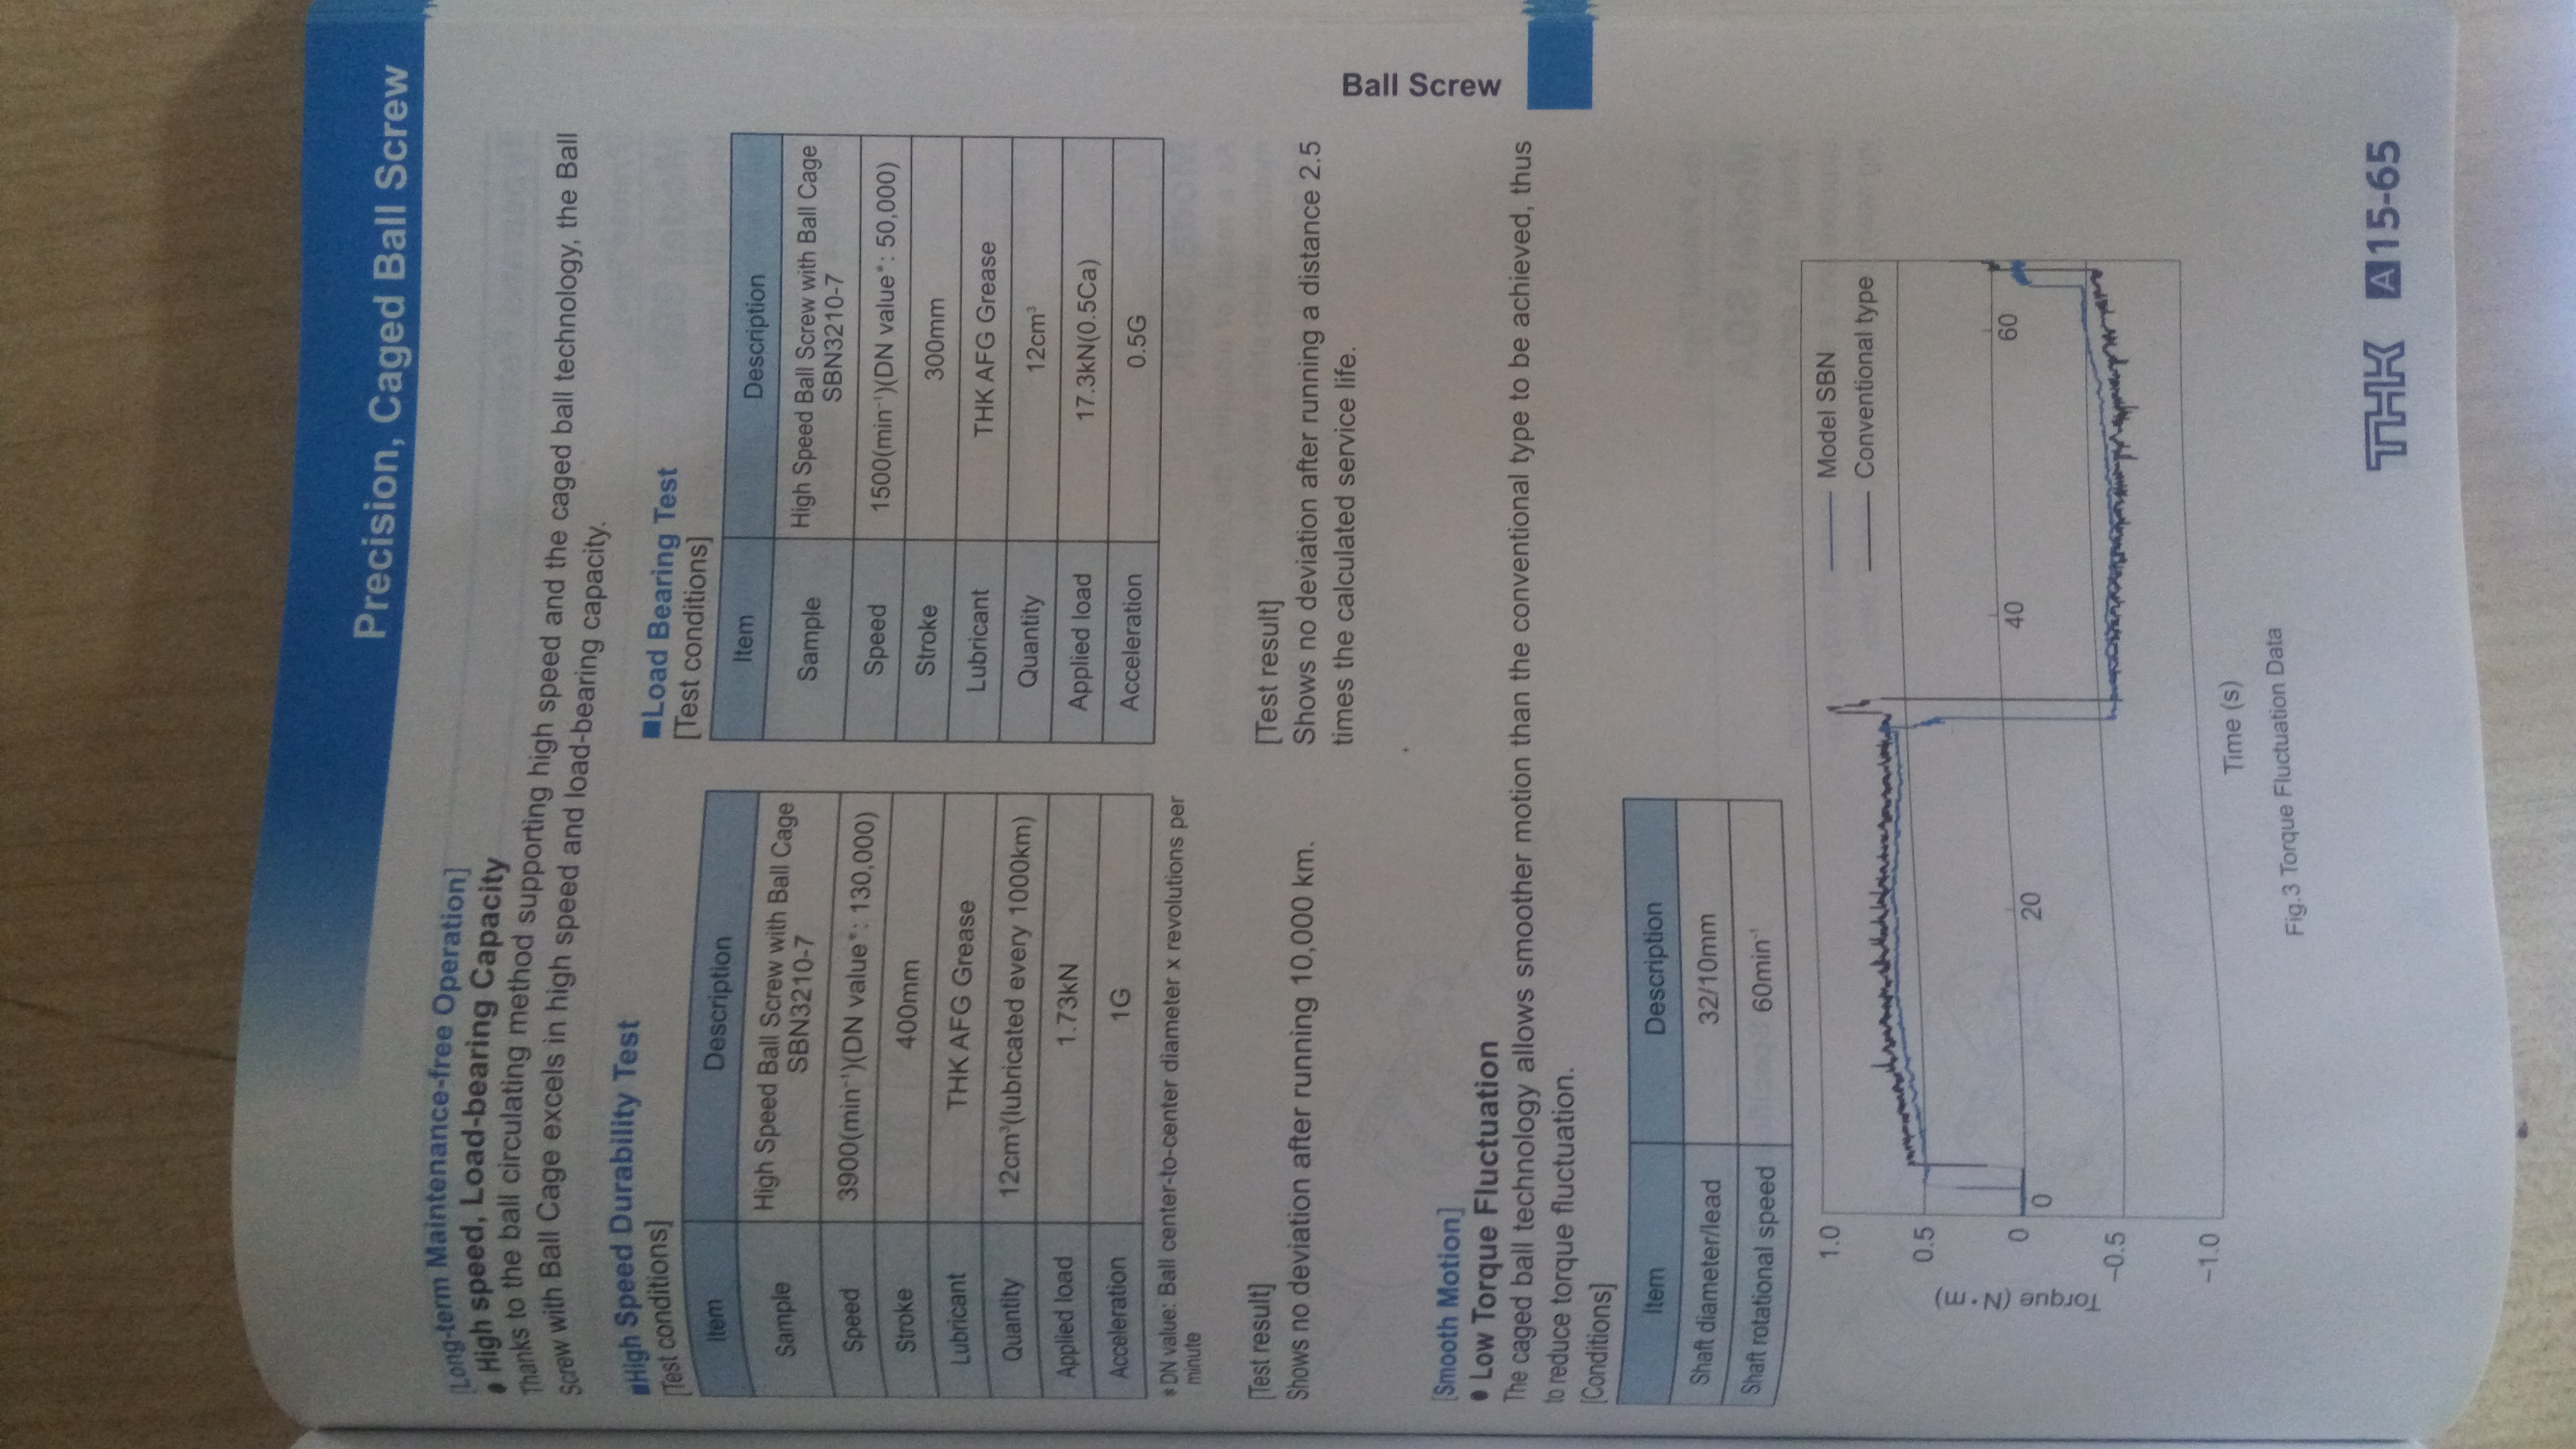 Precision, Caged Ball Screw
[Long-term Maintenance-free Operation]
● High speed, Load-bearing Capacity
Thanks to the ball circulating method supporting high speed and the caged ball technology, the Ball
Screw with Ball Cage excels in high speed and load-bearing capacity.
■High Speed Durability Test
[Test conditions]
Item Description
Sample High Speed Ball Screw with Ball Cage
SBN3210-7
Speed 3900(min⁻¹)(DN value*: 130,000)
Stroke 400mm
Lubricant THK AFG Grease
Quantity 12cm³(lubricated every 1000km)
Applied load 1.73kN
Acceleration 1G
* DN value: Ball center-to-center diameter x revolutions per
minute
[Test result]
Shows no deviation after running 10,000 km.
■Load Bearing Test
[Test conditions]
Item Description
Sample High Speed Ball Screw with Ball Cage
SBN3210-7
Speed 1500(min⁻¹)(DN value*: 50,000)
Stroke 300mm
Lubricant THK AFG Grease
Quantity 12cm³
Applied load 17.3kN(0.5Ca)
Acceleration 0.5G
[Test result]
Shows no deviation after running a distance 2.5
times the calculated service life.
Ball Screw
[Smooth Motion]
● Low Torque Fluctuation
The caged ball technology allows smoother motion than the conventional type to be achieved, thus
to reduce torque fluctuation.
[Conditions]
Item Description
Shaft diameter/lead 32/10mm
Shaft rotational speed 60min⁻¹
Model SBN
Conventional type
1.0
0.5
0
−0.5
−1.0
Torque (N·m)
0 20 40 60
Time (s)
Fig.3 Torque Fluctuation Data
THK A15-65